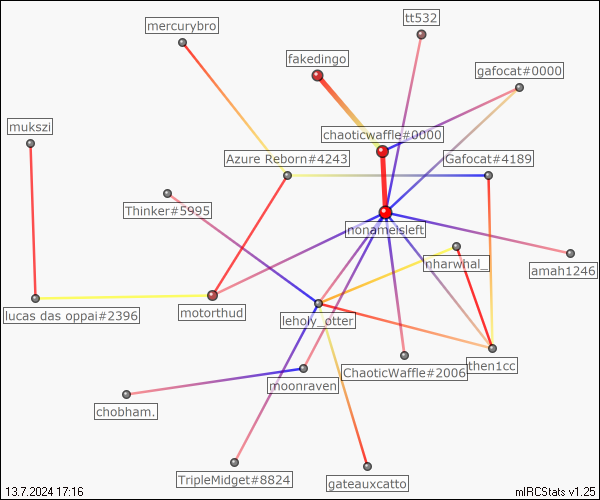 tt532
mercurybro
fakedingo
gafocat#0000
mukszi
chaoticwaffle#0000
Azure Reborn#4243
Gafocat#4189
Thinker#5995
nonameisleft
nharwhal_
amah1246
lucas das oppai#2396
motorthud
leholy_otter
ChaoticWaffle#2006
then1cc
moonraven
chobham.
TripleMidget#8824
gateauxcatto
13.7.2024 17:16
mIRCStats v1.25